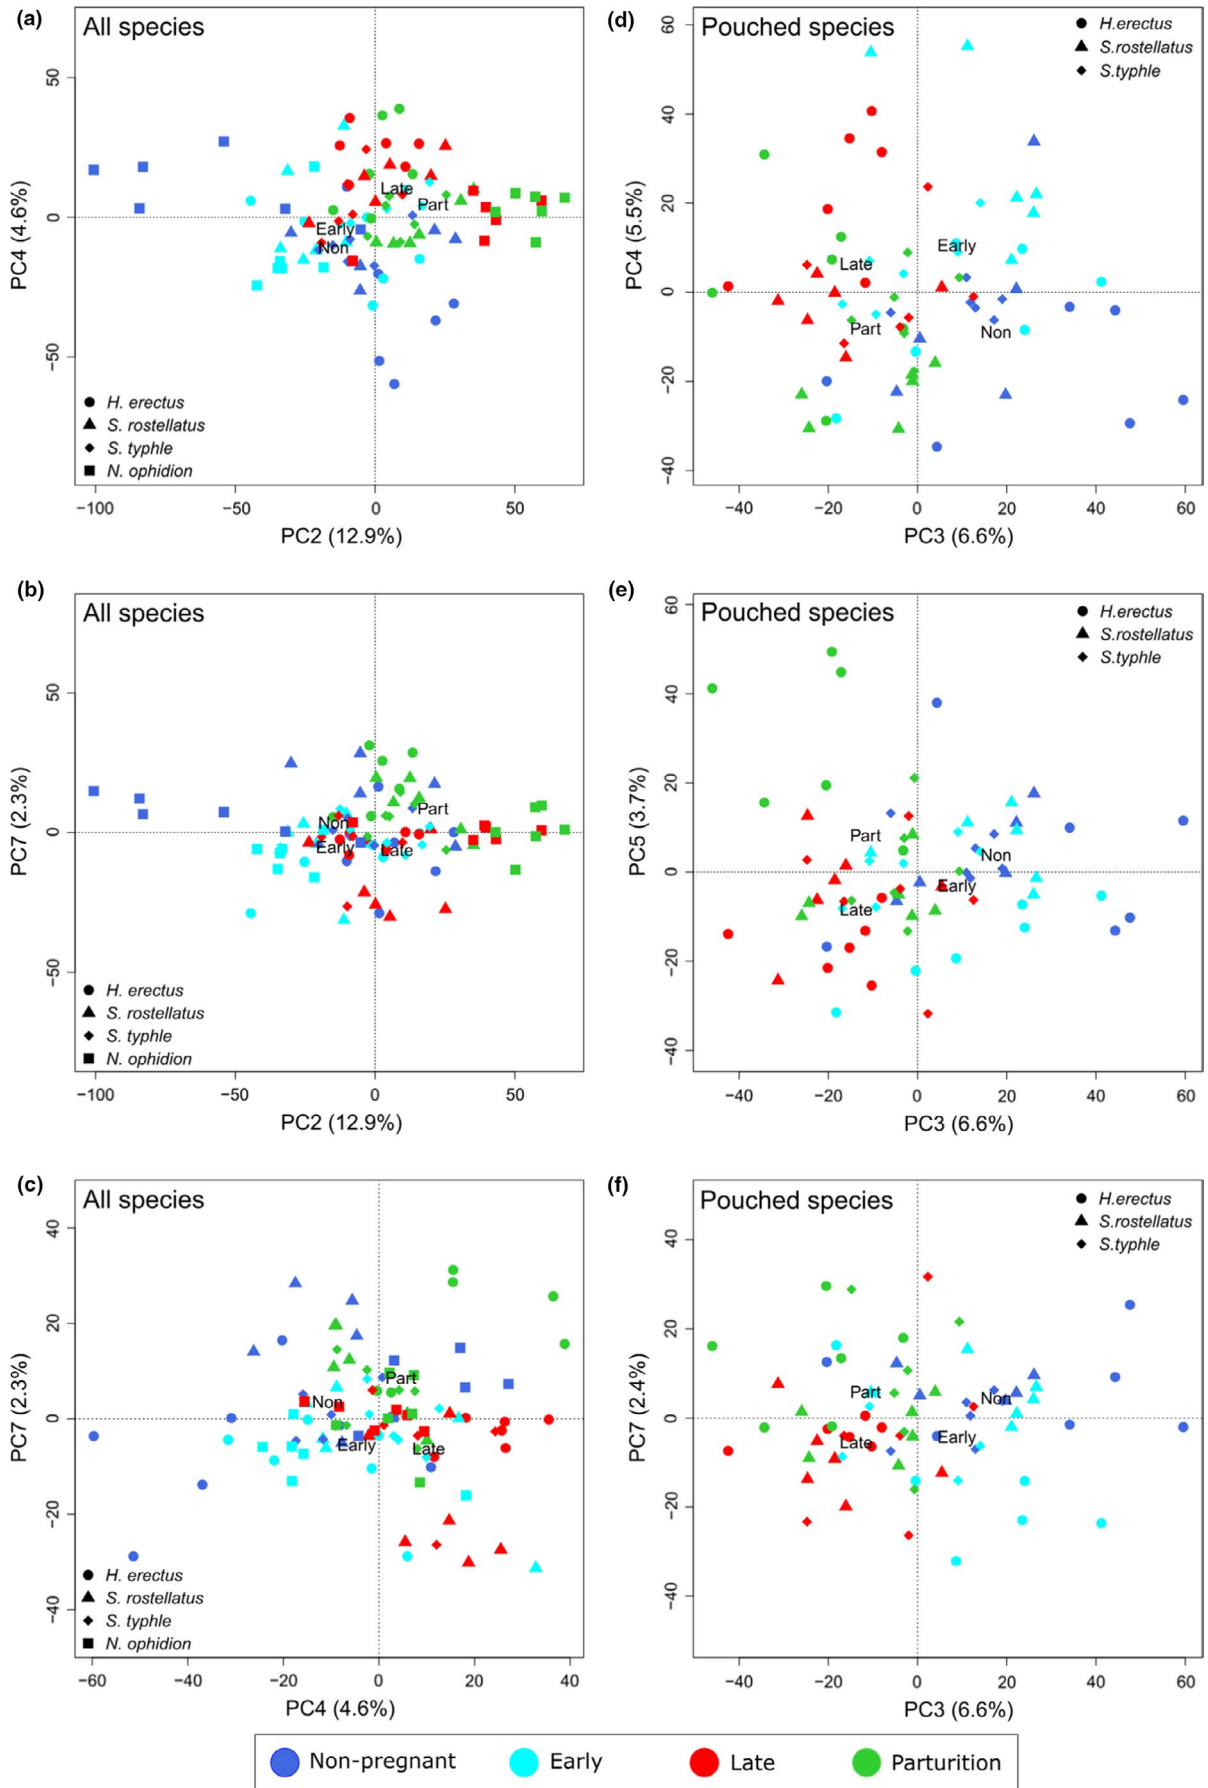 (a)
All species
50
0
−50
PC4 (4.6%)
Late
Part
Early
Non
H. erectus
S. rostellatus
S. typhle
N. ophidion
−100
−50
0
50
PC2 (12.9%)
(d)
Pouched species
H.erectus
S.rostellatus
S.typhle
60
40
20
0
−20
−40
PC4 (5.5%)
Early
Late
Part
Non
−40
−20
0
20
40
60
PC3 (6.6%)
(b)
All species
50
0
−50
PC7 (2.3%)
Part
Non
Early
Late
H. erectus
S. rostellatus
S. typhle
N. ophidion
−100
−50
0
50
PC2 (12.9%)
(e)
Pouched species
H.erectus
S.rostellatus
S.typhle
60
40
20
0
−20
−40
PC5 (3.7%)
Part
Non
Early
Late
−40
−20
0
20
40
60
PC3 (6.6%)
(c)
All species
40
20
0
−20
−40
PC7 (2.3%)
Part
Non
Early
Late
H. erectus
S. rostellatus
S. typhle
N. ophidion
−60
−40
−20
0
20
40
PC4 (4.6%)
(f)
Pouched species
H.erectus
S.rostellatus
S.typhle
40
20
0
−20
−40
PC7 (2.4%)
Part
Non
Late
Early
−40
−20
0
20
40
60
PC3 (6.6%)
Non-pregnant
Early
Late
Parturition